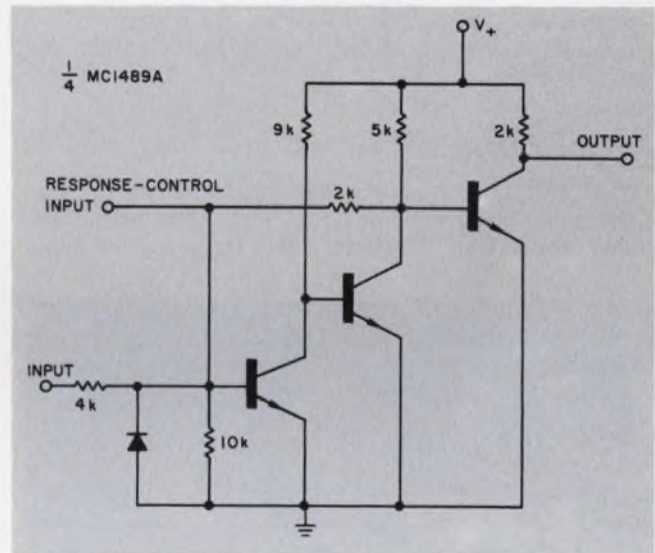 V+
1/4 MC1489A
9k
5k
2k
OUTPUT
RESPONSE-CONTROL
INPUT
2k
INPUT
4k
10k